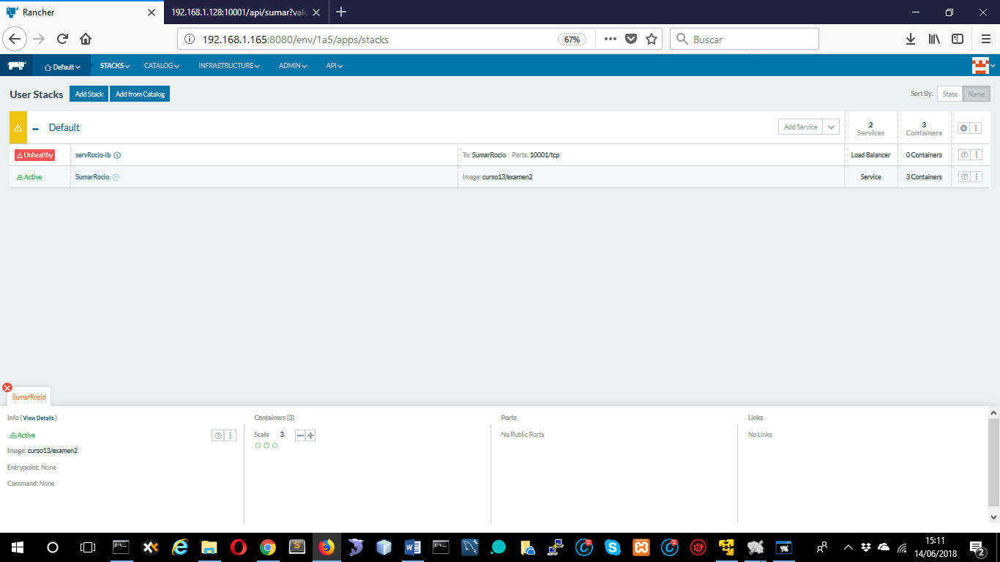 Rancher
192.168.1.128:10001/api/sumar?valo
192.168.1.165:8080/env/1a5/apps/stacks
67%
Buscar
Default
STACKS
CATALOG
INFRASTRUCTURE
ADMIN
API
User Stacks
Add Stack
Add from Catalog
Sort By:
State
Name
Default
Add Service
2
Services
3
Containers
Unhealthy
servRocio-lb
To: SumarRocio Ports: 10001/tcp
Load Balancer
0 Containers
Active
SumarRocio
Image: curso13/examen2
Service
3 Containers
SumarRocio
Info ( View Details )
Containers (3)
Ports
Links
Active
Scale 3
No Public Ports
No Links
Image: curso13/examen2
Entrypoint: None
Command: None
15:11
14/06/2018
2